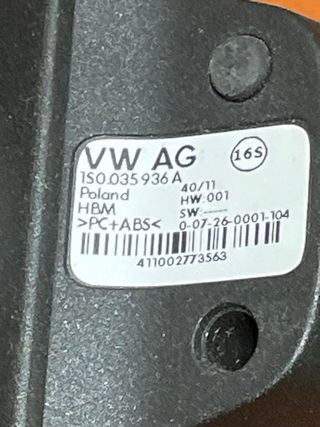 VW AG 16S
1S0.035 936 A 40/11
Poland HW:001
HBM SW:-----
>PC+ABS< 0-07-26-0001-104
411002773563